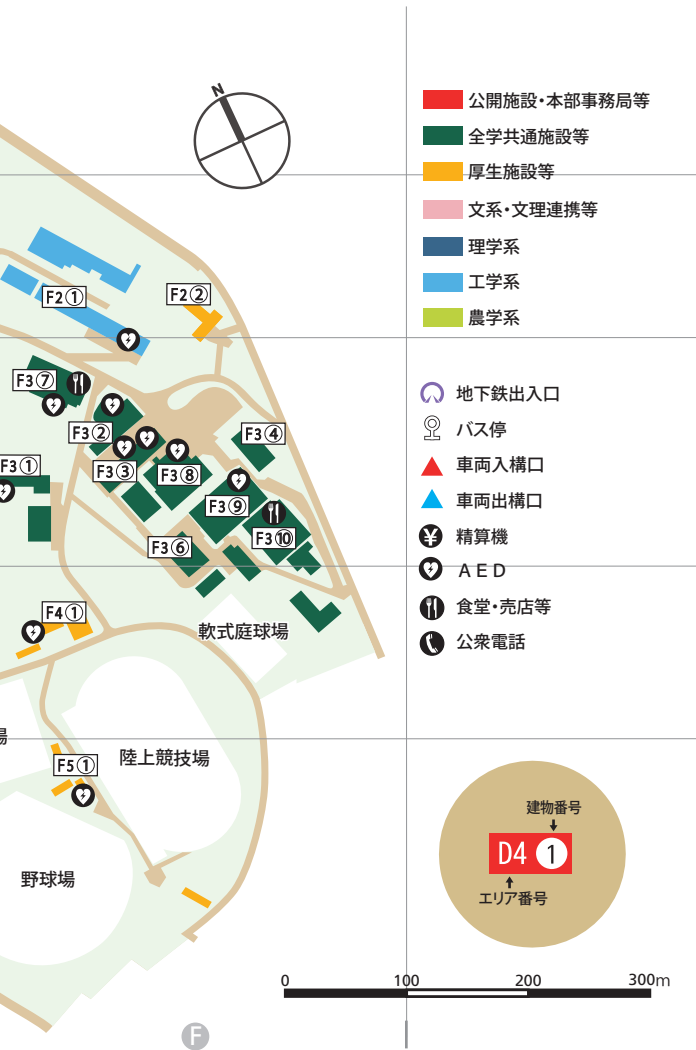 N
公開施設・本部事務局等
全学共通施設等
厚生施設等
文系・文理連携等
理学系
工学系
農学系
F2①
F2②
F3⑦
F3②
F3④
F3①
F3③
F3⑧
F3⑨
F3⑩
F3⑥
地下鉄出入口
バス停
車両入構口
車両出構口
¥ 精算機
ＡＥＤ
食堂・売店等
公衆電話
F4①
軟式庭球場
場
F5①
陸上競技場
野球場
建物番号
D4 1
エリア番号
0 100 200 300m
F